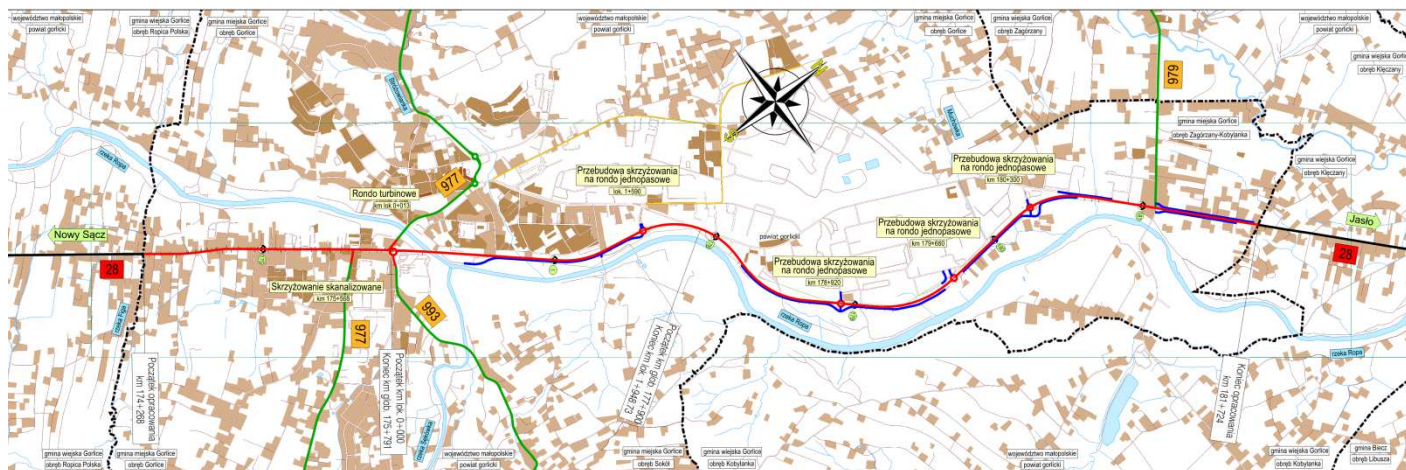 województwo małopolskie
powiat gorlicki
gmina wiejska Gorlice
obręb Ropica Polska
gmina miejska Gorlice
obręb Gorlice
województwo małopolskie
powiat gorlicki
gmina miejska Gorlice
obręb Gorlice
gmina wiejska Gorlice
obręb Zagórzany
województwo małopolskie
powiat gorlicki
gmina wiejska Gorlice
obręb Klęczany
979
gmina miejska Gorlice
obręb Zagórzany-Kobylanka
gmina wiejska Gorlice
obręb Klęczany
rzeka Ropa
977
Rondo turbinowe
km lok 0+013
Przebudowa skrzyżowania
na rondo jednopasowe
lok. 1+590
Przebudowa skrzyżowania
na rondo jednopasowe
km 180+300
Przebudowa skrzyżowania
na rondo jednopasowe
km 179+660
powiat gorlicki
Przebudowa skrzyżowania
na rondo jednopasowe
km 178+920
Nowy Sącz
28
Jasło
28
Skrzyżowanie skanalizowane
km 175+568
977
993
rzeka Ropa
rzeka Ropa
Początek opracowania
km 174+268
Początek km lok. 0+000
Koniec km glob. 175+791
Początek km glob. 177+900
Koniec km lok. 1+948,73
Koniec opracowania
km 181+724
gmina wiejska Gorlice
obręb Ropica Polska
gmina miejska Gorlice
obręb Gorlice
województwo małopolskie
powiat gorlicki
gmina miejska Gorlice
obręb Sokół
gmina wiejska Gorlice
obręb Kobylanka
województwo małopolskie
powiat gorlicki
gmina wiejska Gorlice
obręb Kobylanka
gmina Biecz
obręb Libusza